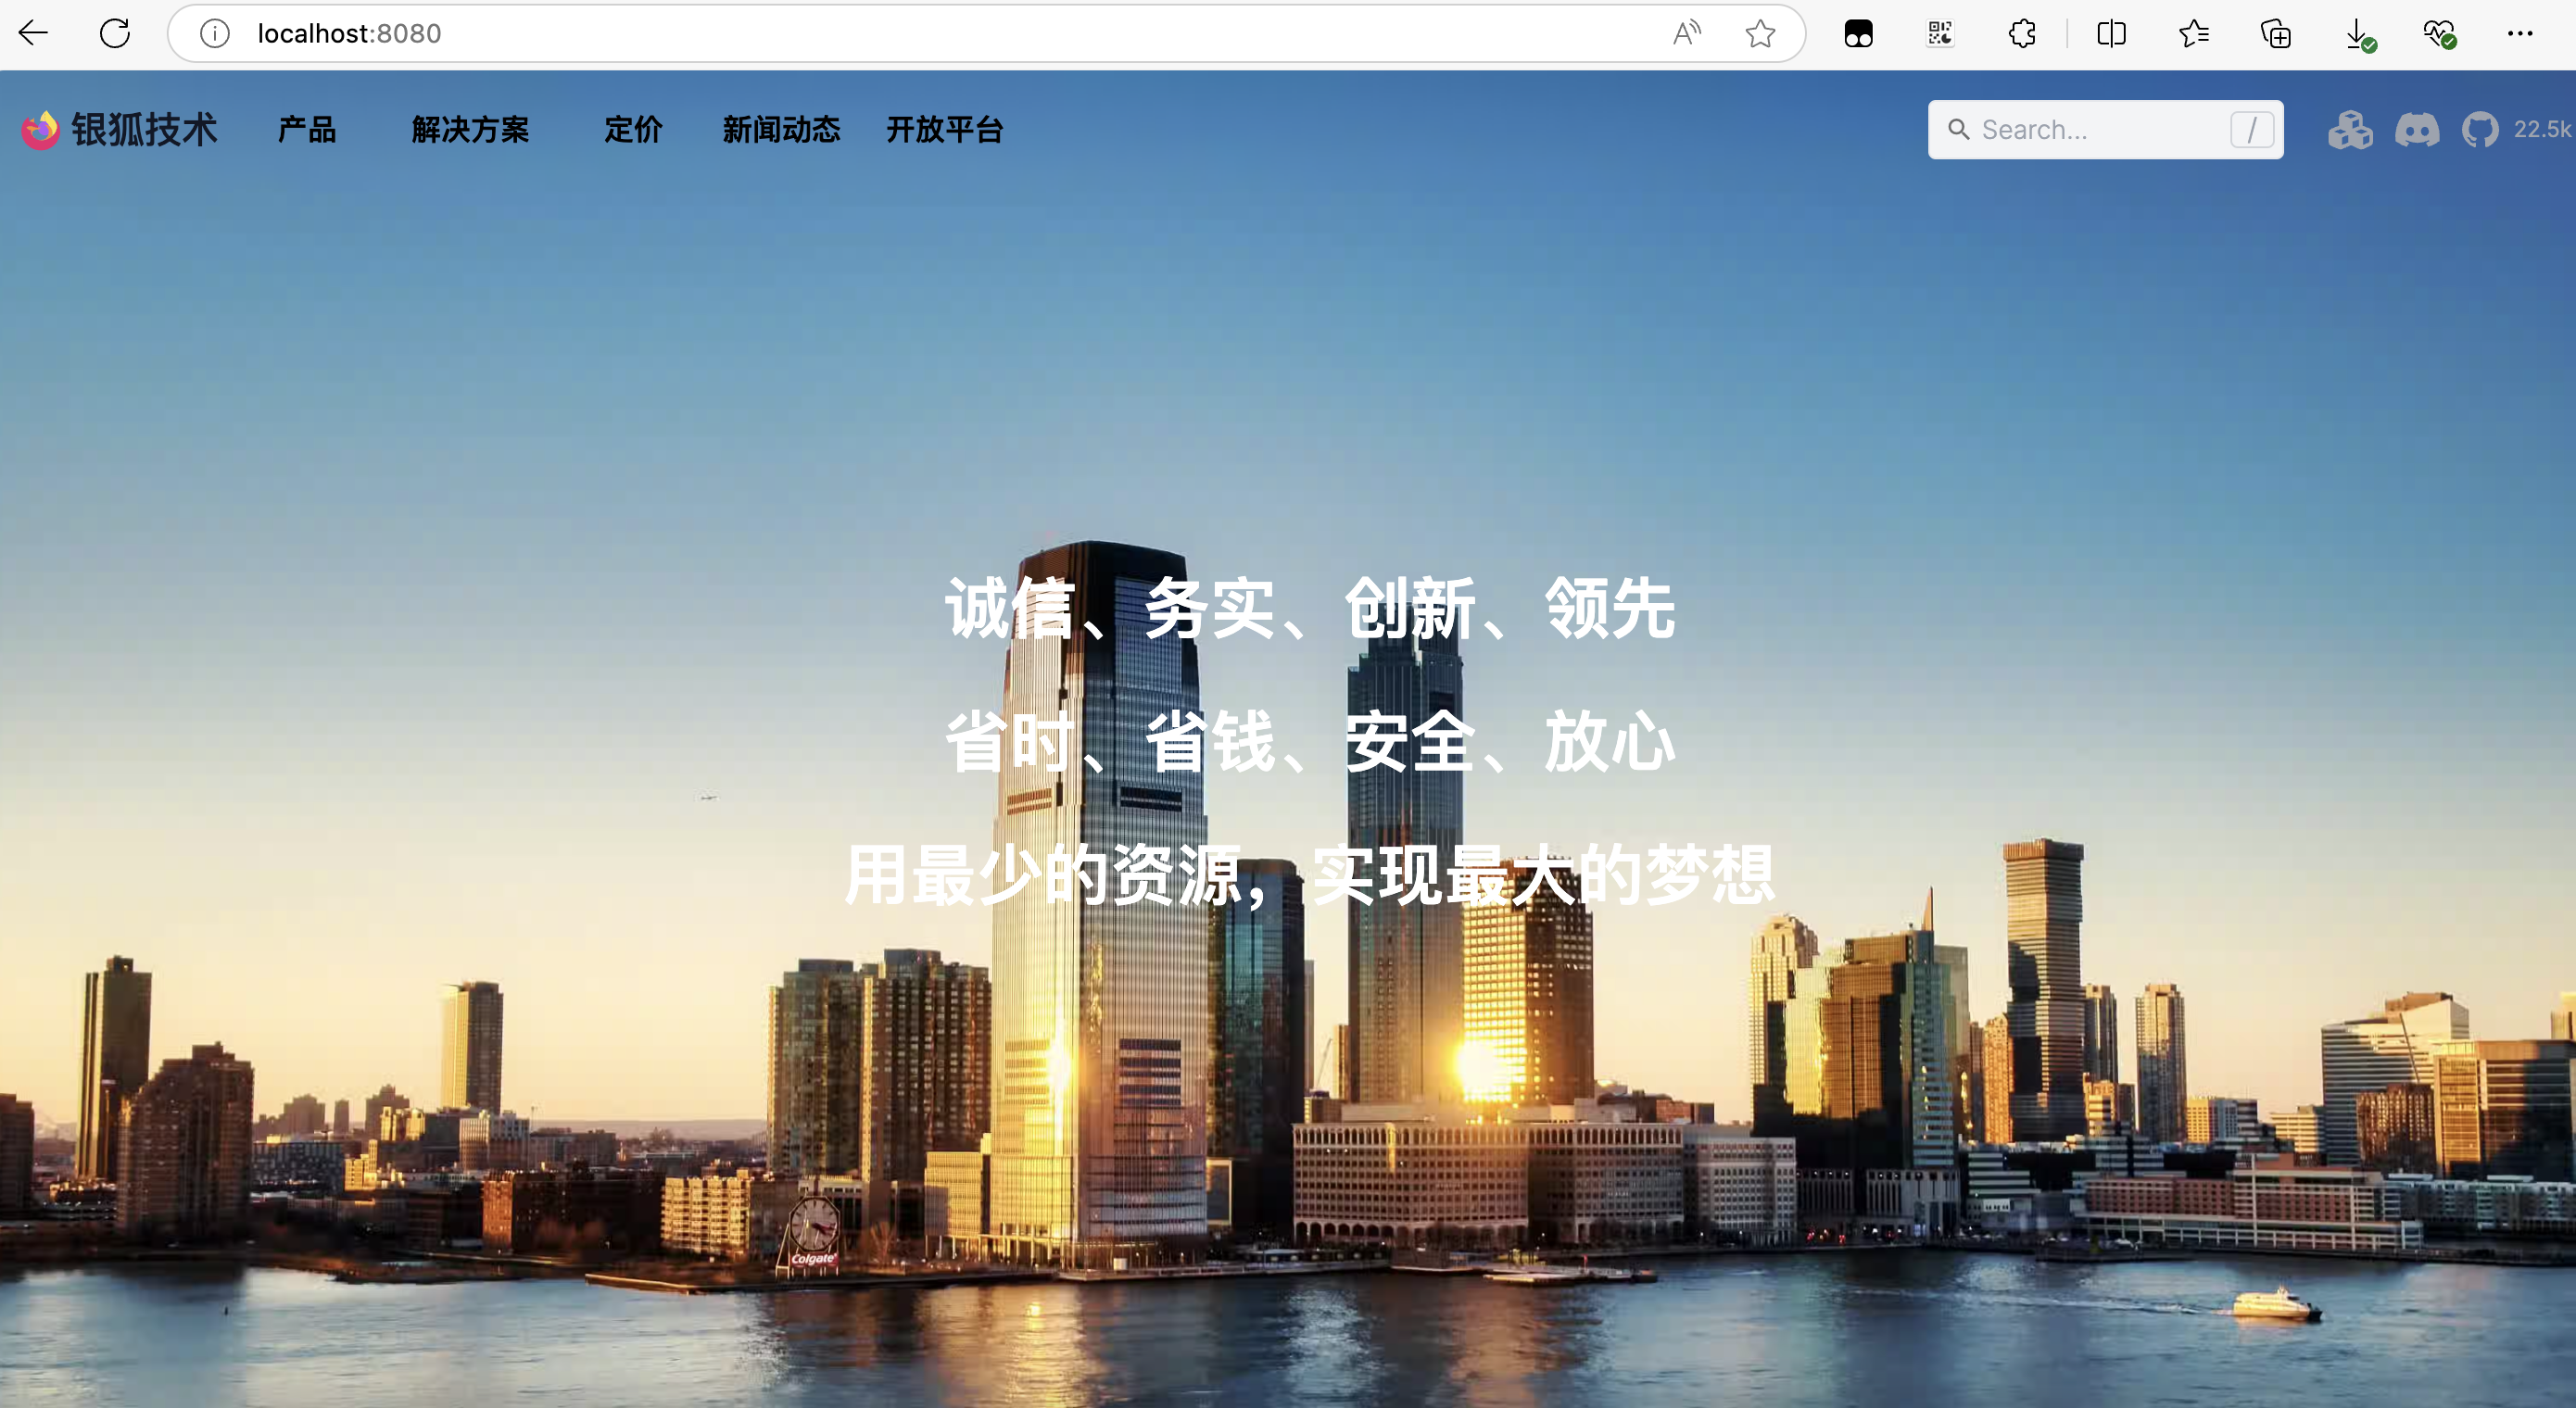 localhost:8080
银狐技术 产品 解决方案 定价 新闻动态 开放平台 Search... / 22.5k
诚信、务实、创新、领先
省时、省钱、安全、放心
用最少的资源，实现最大的梦想
Colgate